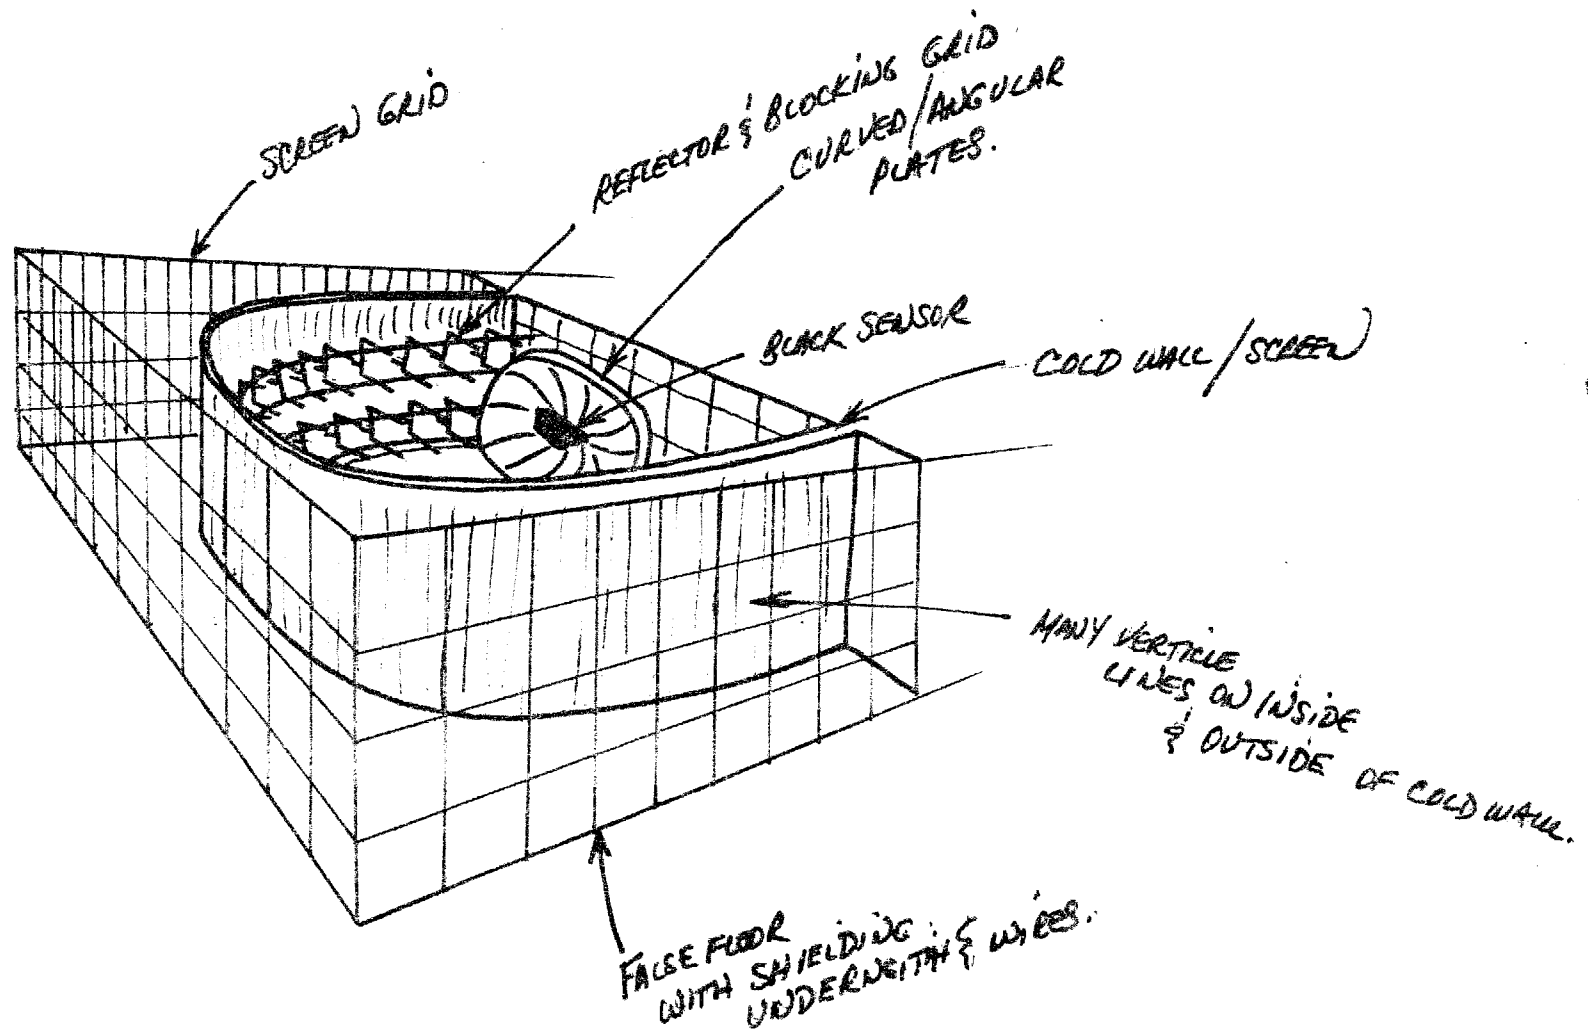 SCREEN GRID
REFLECTOR & BLOCKING GRID
CURVED/ANGULAR
PLATES.
BLACK SENSOR
COLD WALL/SCREEN
MANY VERTICLE
LINES ON INSIDE
& OUTSIDE OF COLD WALL.
FALSE FLOOR
WITH SHIELDING
UNDERNEITH & WIRES.